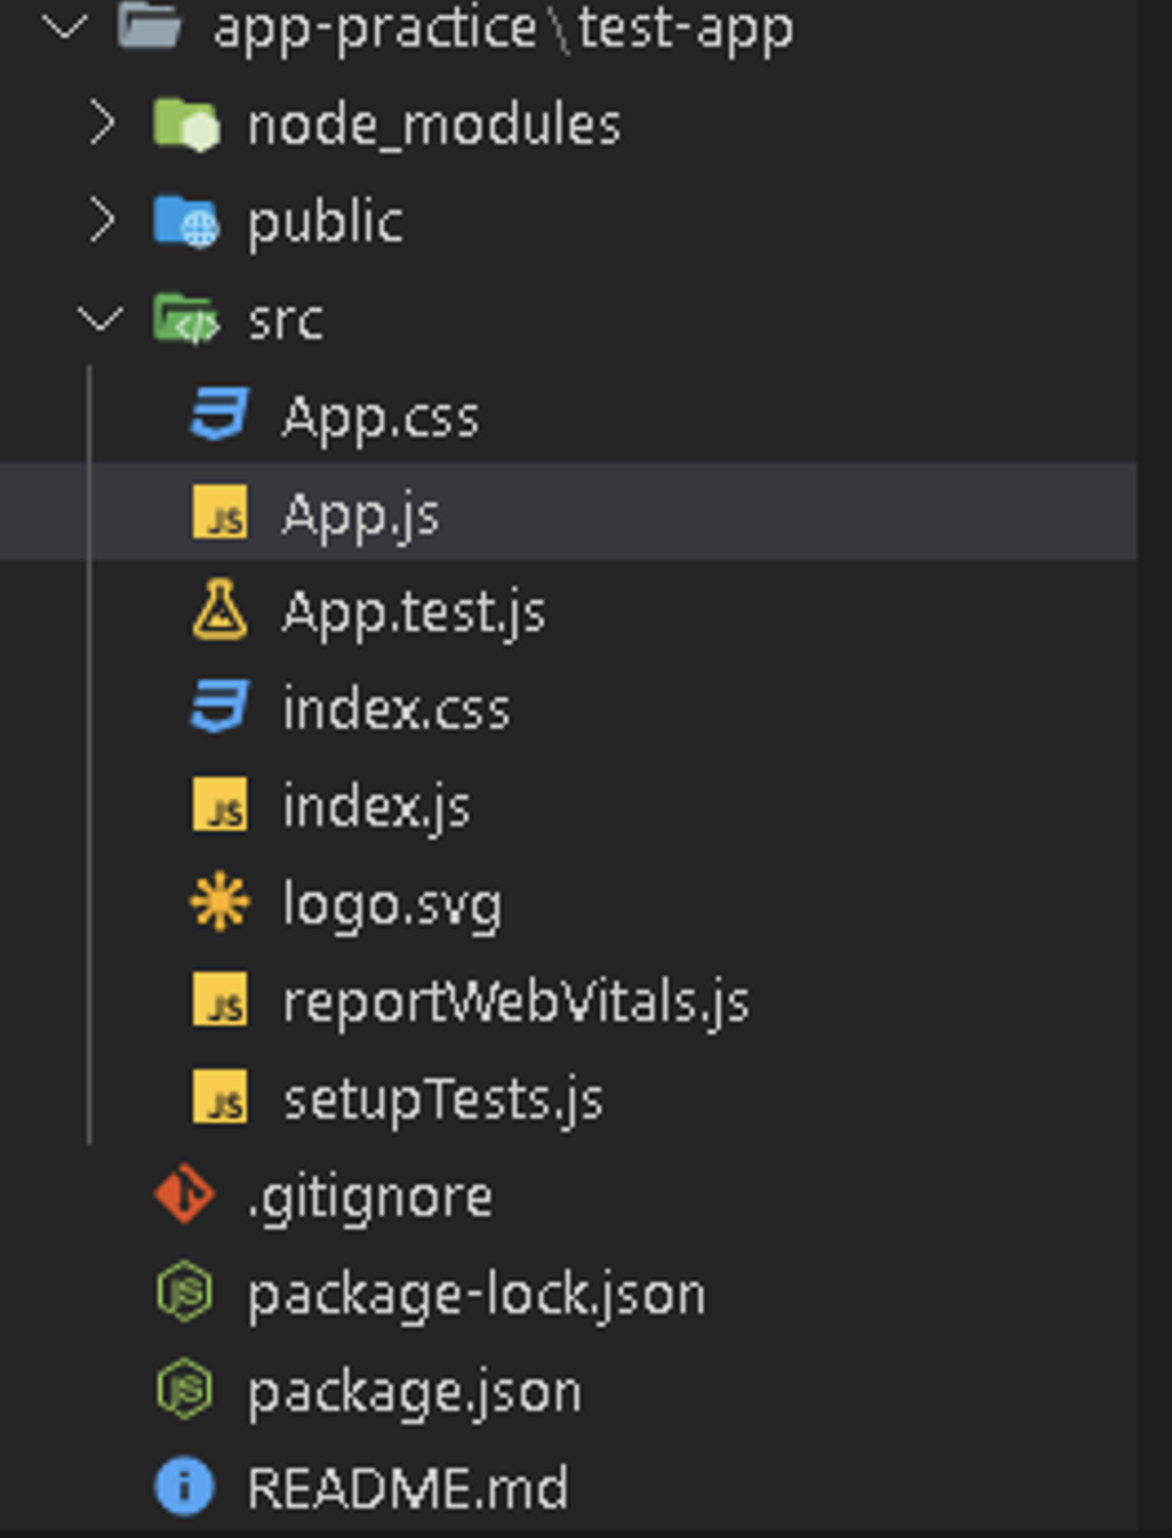 app-practice\test-app
node_modules
public
src
App.css
App.js
App.test.js
index.css
index.js
logo.svg
reportWebVitals.js
setupTests.js
.gitignore
package-lock.json
package.json
README.md